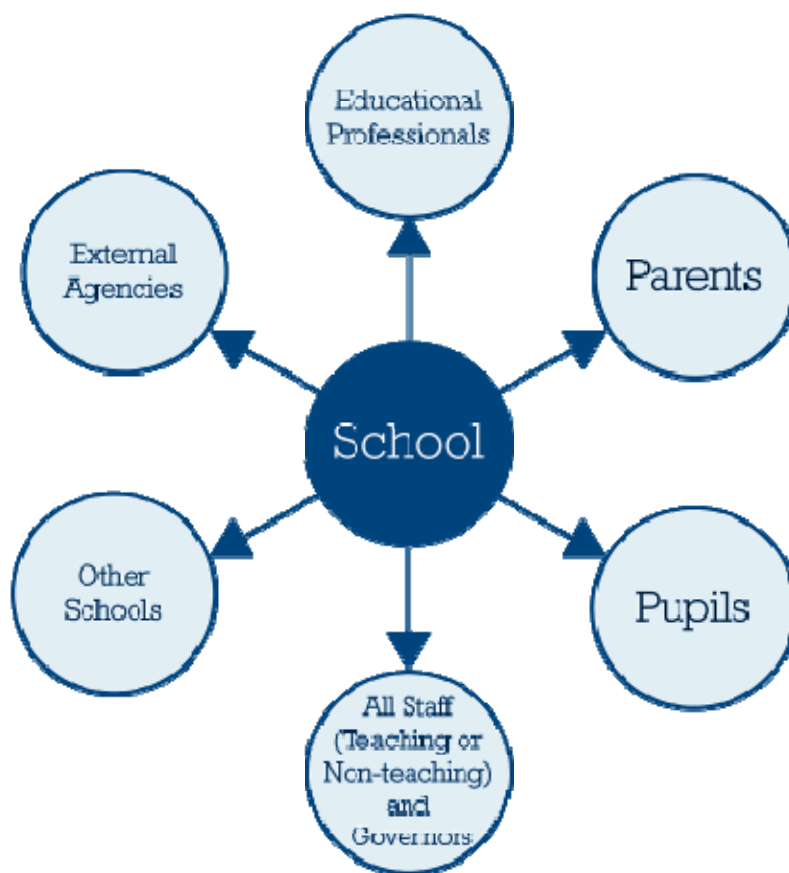 Educational
Professionals
External
Agencies
Parents
School
Other
Schools
Pupils
All Staff
(Teaching or
Non-teaching)
and
Governors